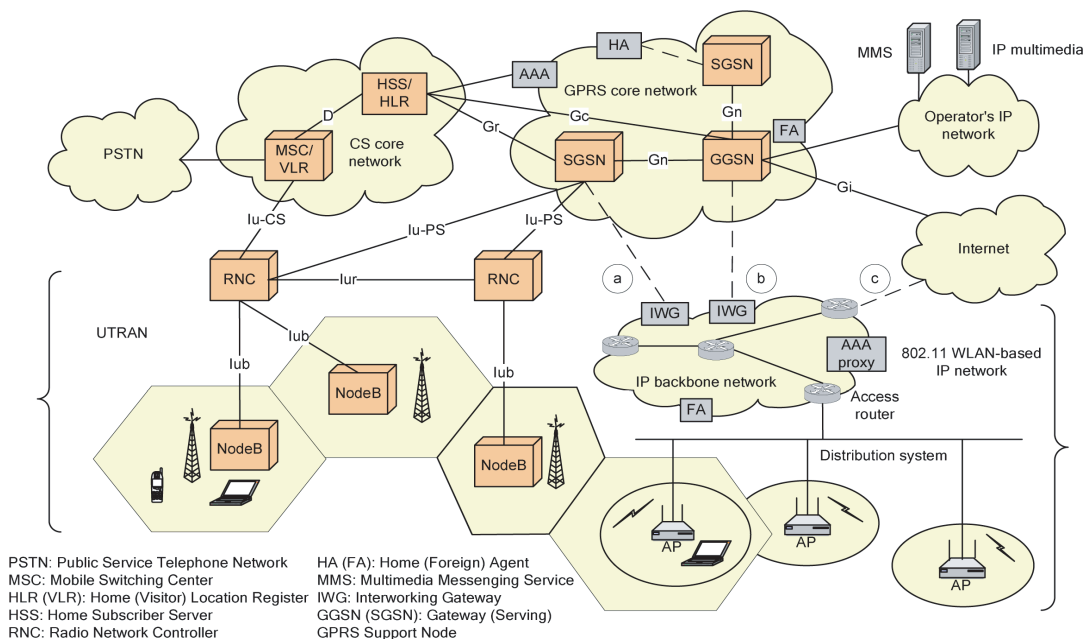 HA
SGSN
MMS
IP multimedia
HSS/
HLR
AAA
GPRS core network
D
Gc
Gn
Operator's IP
network
Gr
FA
PSTN
MSC/
VLR
CS core
network
SGSN
Gn
GGSN
Gi
Iu-CS
Iu-PS
Iu-PS
Internet
RNC
Iur
RNC
a
b
c
IWG
IWG
UTRAN
Iub
Iub
Iub
AAA
proxy
802.11 WLAN-based
IP network
IP backbone network
NodeB
FA
Access
router
NodeB
NodeB
Distribution system
AP
AP
AP
PSTN: Public Service Telephone Network
MSC: Mobile Switching Center
HLR (VLR): Home (Visitor) Location Register
HSS: Home Subscriber Server
RNC: Radio Network Controller
HA (FA): Home (Foreign) Agent
MMS: Multimedia Messenging Service
IWG: Interworking Gateway
GGSN (SGSN): Gateway (Serving)
GPRS Support Node